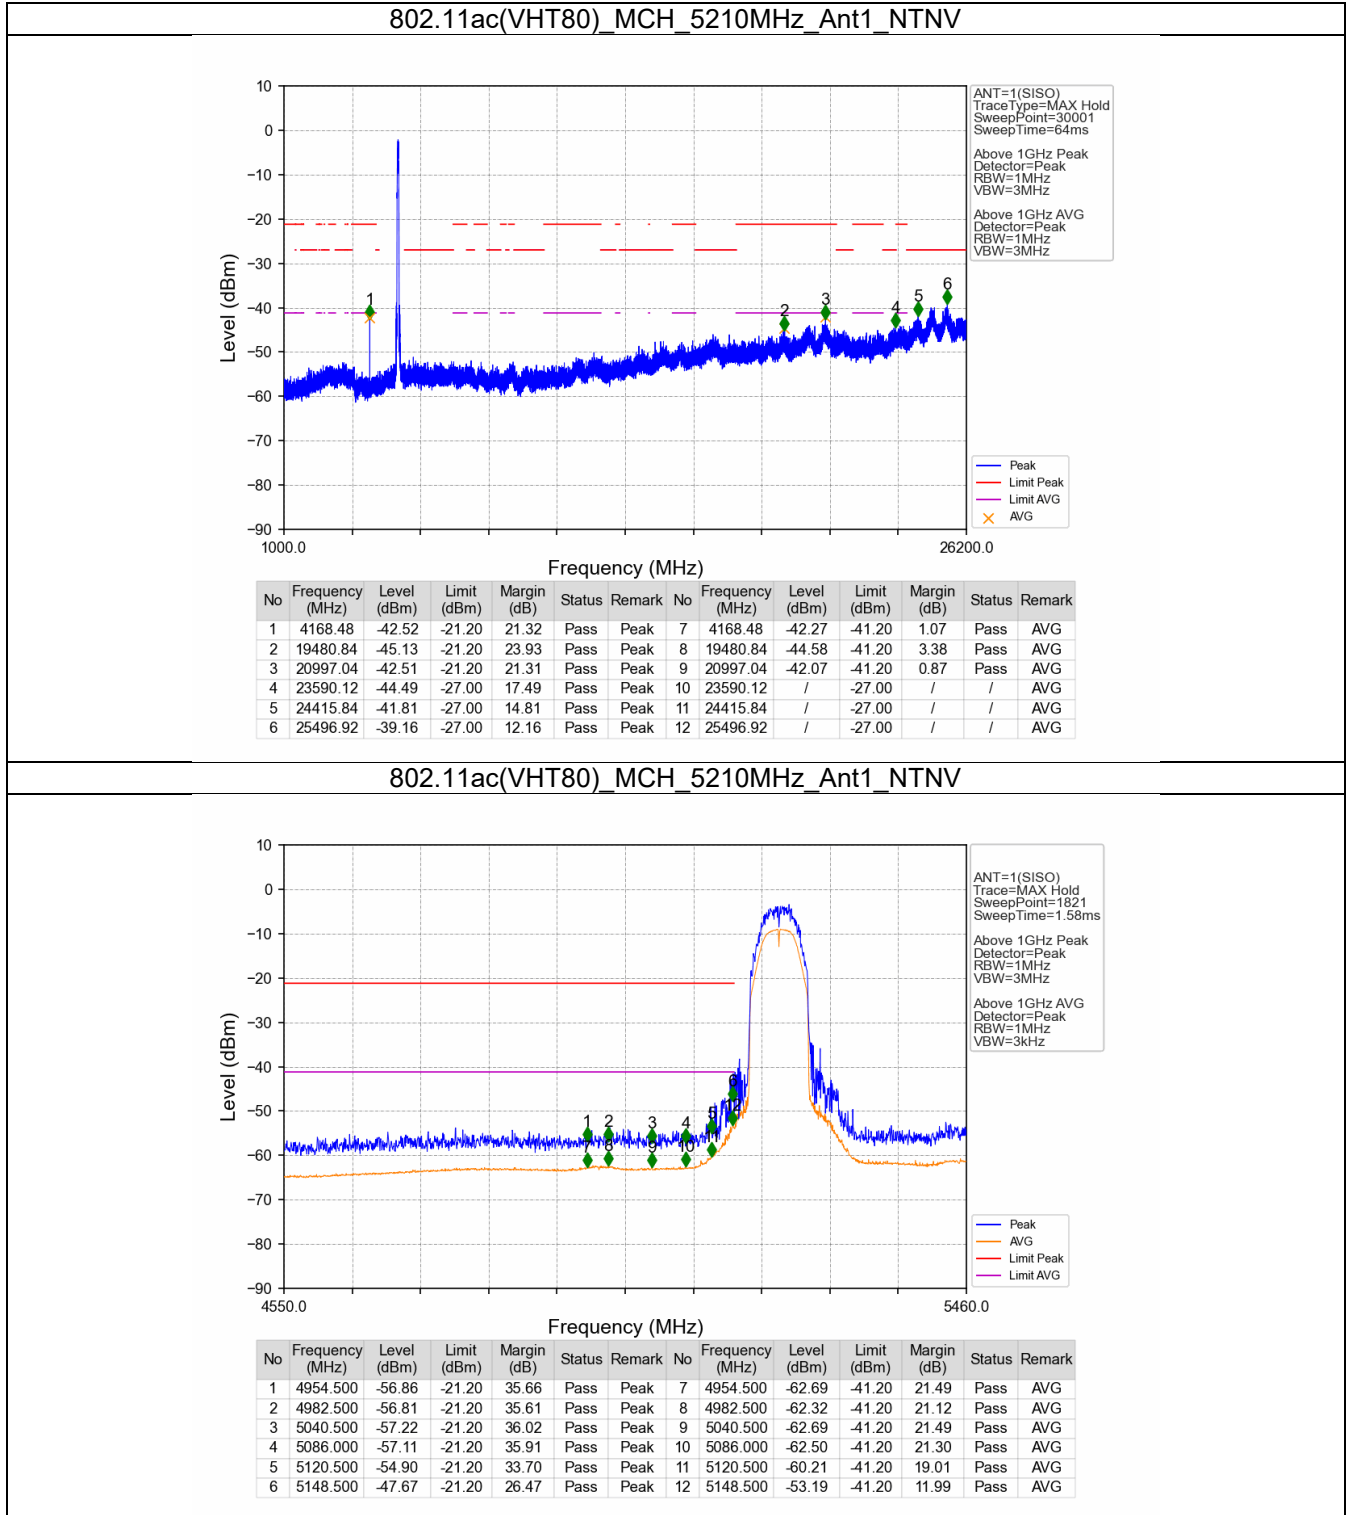 802.11ac(VHT80)_MCH_5210MHz_Ant1_NTNV
10
0
−10
−20
−30
−40
−50
−60
−70
−80
−90
Level (dBm)
1
2
3
4
5
6
1000.0
26200.0
Frequency (MHz)
ANT=1(SISO)
TraceType=MAX Hold
SweepPoint=30001
SweepTime=64ms
Above 1GHz Peak
Detector=Peak
RBW=1MHz
VBW=3MHz
Above 1GHz AVG
Detector=Peak
RBW=1MHz
VBW=3MHz
Peak
Limit Peak
Limit AVG
AVG
No Frequency (MHz) Level (dBm) Limit (dBm) Margin (dB) Status Remark No Frequency (MHz) Level (dBm) Limit (dBm) Margin (dB) Status Remark
1 4168.48 -42.52 -21.20 21.32 Pass Peak 7 4168.48 -42.27 -41.20 1.07 Pass AVG
2 19480.84 -45.13 -21.20 23.93 Pass Peak 8 19480.84 -44.58 -41.20 3.38 Pass AVG
3 20997.04 -42.51 -21.20 21.31 Pass Peak 9 20997.04 -42.07 -41.20 0.87 Pass AVG
4 23590.12 -44.49 -27.00 17.49 Pass Peak 10 23590.12 / -27.00 / / AVG
5 24415.84 -41.81 -27.00 14.81 Pass Peak 11 24415.84 / -27.00 / / AVG
6 25496.92 -39.16 -27.00 12.16 Pass Peak 12 25496.92 / -27.00 / / AVG
802.11ac(VHT80)_MCH_5210MHz_Ant1_NTNV
10
0
−10
−20
−30
−40
−50
−60
−70
−80
−90
Level (dBm)
1
2
3
4
5
6
8
9
10
4550.0
5460.0
Frequency (MHz)
ANT=1(SISO)
Trace=MAX Hold
SweepPoint=1821
SweepTime=1.58ms
Above 1GHz Peak
Detector=Peak
RBW=1MHz
VBW=3MHz
Above 1GHz AVG
Detector=Peak
RBW=1MHz
VBW=3kHz
Peak
AVG
Limit Peak
Limit AVG
No Frequency (MHz) Level (dBm) Limit (dBm) Margin (dB) Status Remark No Frequency (MHz) Level (dBm) Limit (dBm) Margin (dB) Status Remark
1 4954.500 -56.86 -21.20 35.66 Pass Peak 7 4954.500 -62.69 -41.20 21.49 Pass AVG
2 4982.500 -56.81 -21.20 35.61 Pass Peak 8 4982.500 -62.32 -41.20 21.12 Pass AVG
3 5040.500 -57.22 -21.20 36.02 Pass Peak 9 5040.500 -62.69 -41.20 21.49 Pass AVG
4 5086.000 -57.11 -21.20 35.91 Pass Peak 10 5086.000 -62.50 -41.20 21.30 Pass AVG
5 5120.500 -54.90 -21.20 33.70 Pass Peak 11 5120.500 -60.21 -41.20 19.01 Pass AVG
6 5148.500 -47.67 -21.20 26.47 Pass Peak 12 5148.500 -53.19 -41.20 11.99 Pass AVG